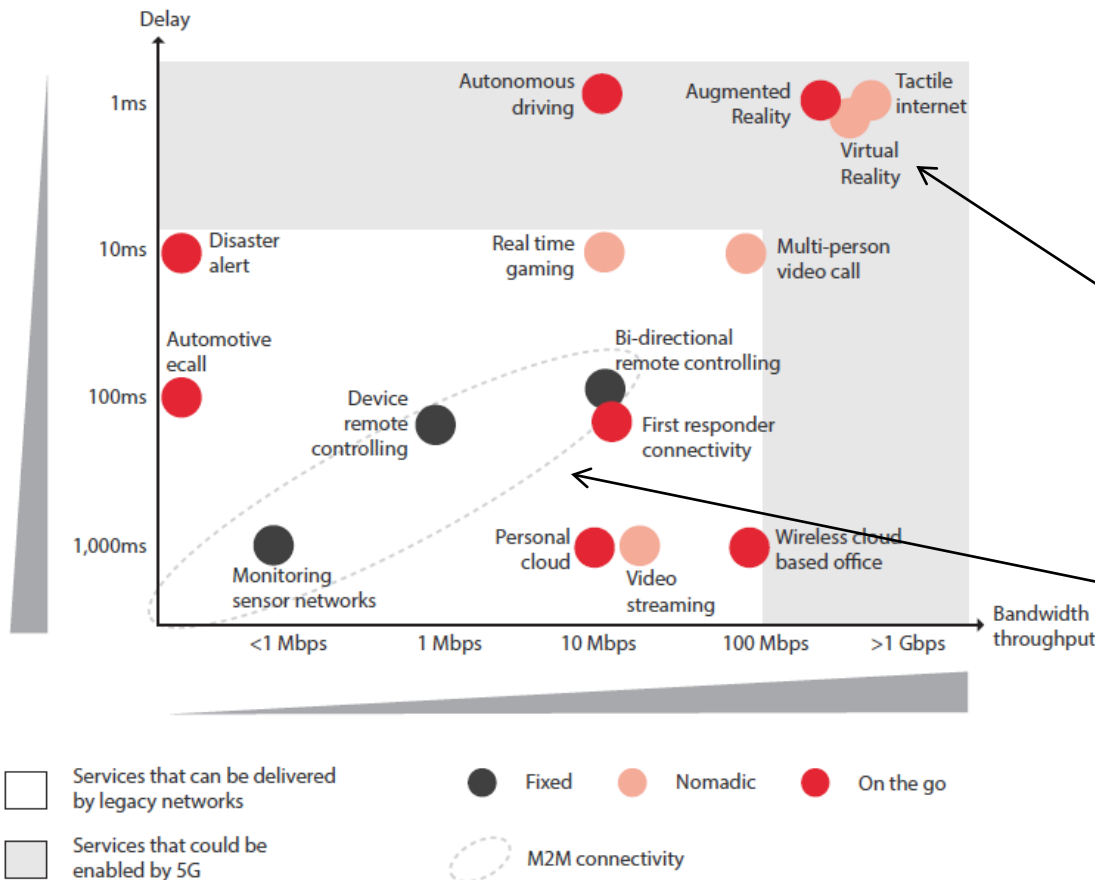 Delay
1ms
Autonomous
driving
Augmented
Reality
Tactile
internet
Virtual
Reality
10ms
Disaster
alert
Real time
gaming
Multi-person
video call
Automotive
ecall
Bi-directional
remote controlling
100ms
Device
remote
controlling
First responder
connectivity
1,000ms
Monitoring
sensor networks
Personal
cloud
Video
streaming
Wireless cloud
based office
Bandwidth
throughput
<1 Mbps
1 Mbps
10 Mbps
100 Mbps
>1 Gbps
Services that can be delivered
by legacy networks
Fixed
Nomadic
On the go
Services that could be
enabled by 5G
M2M connectivity